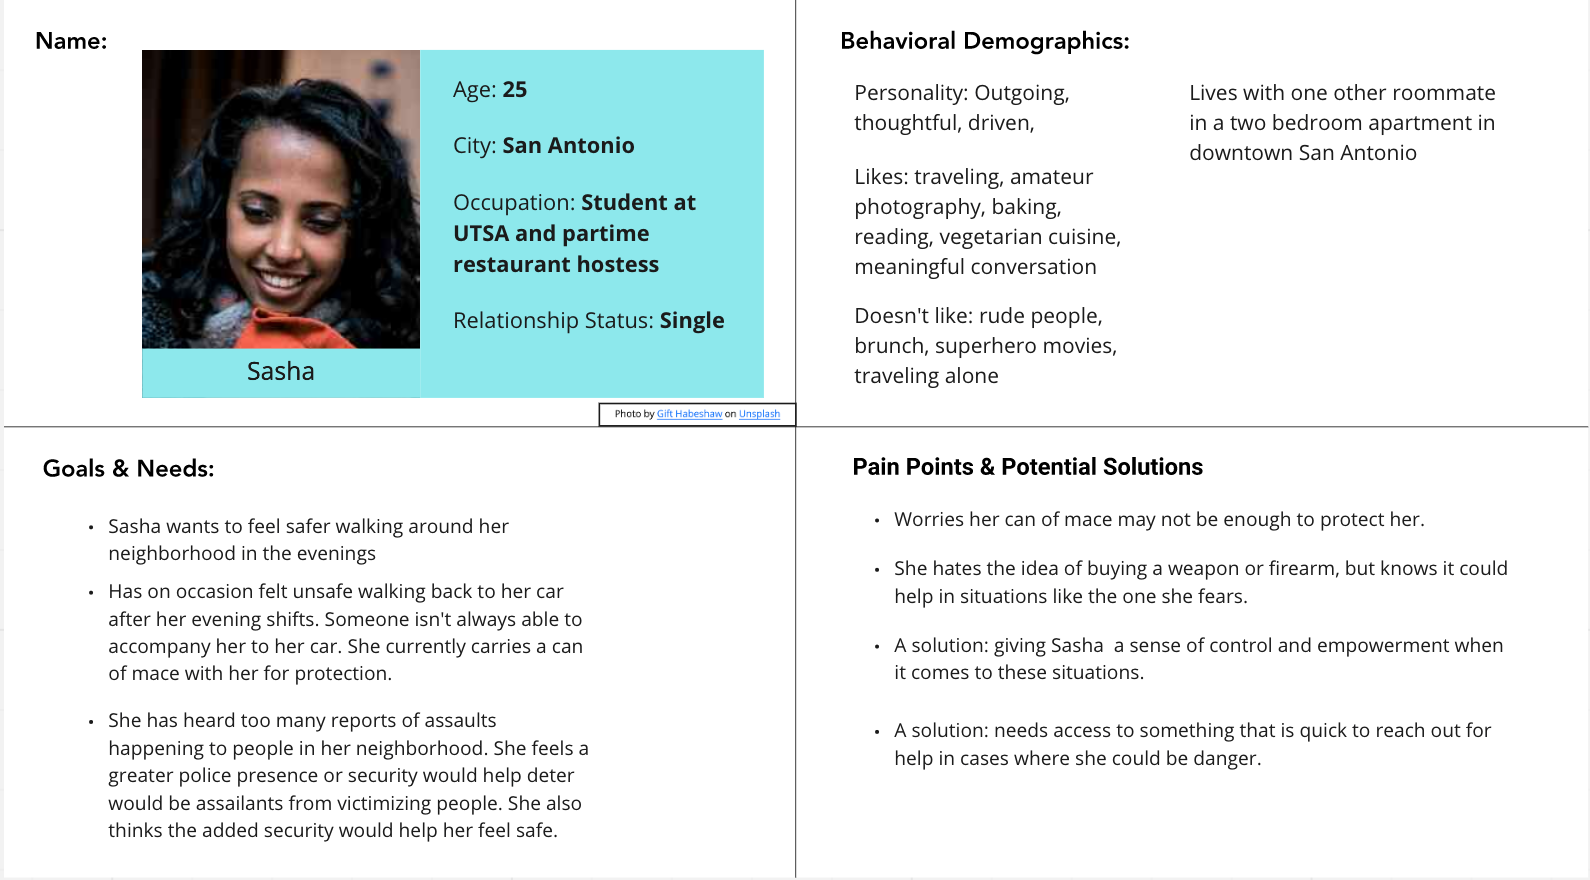 Name:
Age: 25
City: San Antonio
Occupation: Student at
UTSA and partime
restaurant hostess
Relationship Status: Single
Sasha
Photo by Gift Habeshaw on Unsplash
Behavioral Demographics:
Personality: Outgoing,
thoughtful, driven,
Likes: traveling, amateur
photography, baking,
reading, vegetarian cuisine,
meaningful conversation
Doesn't like: rude people,
brunch, superhero movies,
traveling alone
Lives with one other roommate
in a two bedroom apartment in
downtown San Antonio
Goals & Needs:
• Sasha wants to feel safer walking around her
neighborhood in the evenings
• Has on occasion felt unsafe walking back to her car
after her evening shifts. Someone isn't always able to
accompany her to her car. She currently carries a can
of mace with her for protection.
• She has heard too many reports of assaults
happening to people in her neighborhood. She feels a
greater police presence or security would help deter
would be assailants from victimizing people. She also
thinks the added security would help her feel safe.
Pain Points & Potential Solutions
• Worries her can of mace may not be enough to protect her.
• She hates the idea of buying a weapon or firearm, but knows it could
help in situations like the one she fears.
• A solution: giving Sasha  a sense of control and empowerment when
it comes to these situations.
• A solution: needs access to something that is quick to reach out for
help in cases where she could be danger.